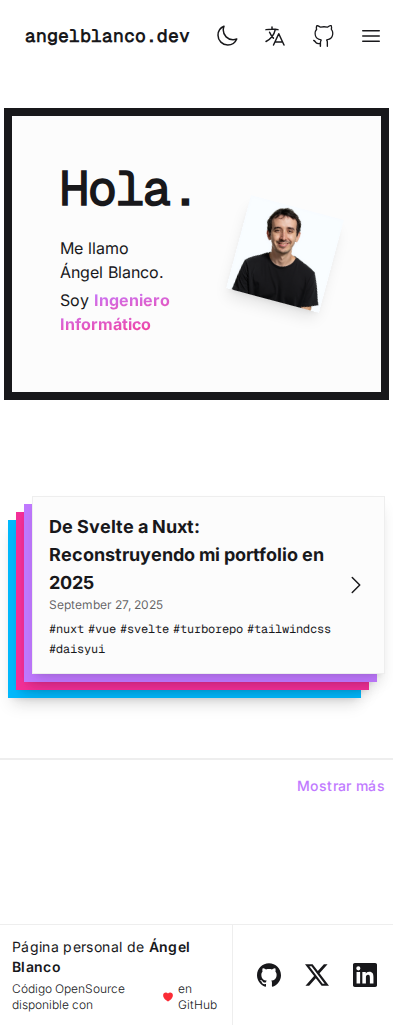 angelblanco.dev
Hola.
Me llamo
Ángel Blanco.
Soy Ingeniero
Informático
De Svelte a Nuxt:
Reconstruyendo mi portfolio en
2025
September 27, 2025
#nuxt #vue #svelte #turborepo #tailwindcss
#daisyui
Mostrar más
Página personal de Ángel
Blanco
Código OpenSource
disponible con
en
GitHub